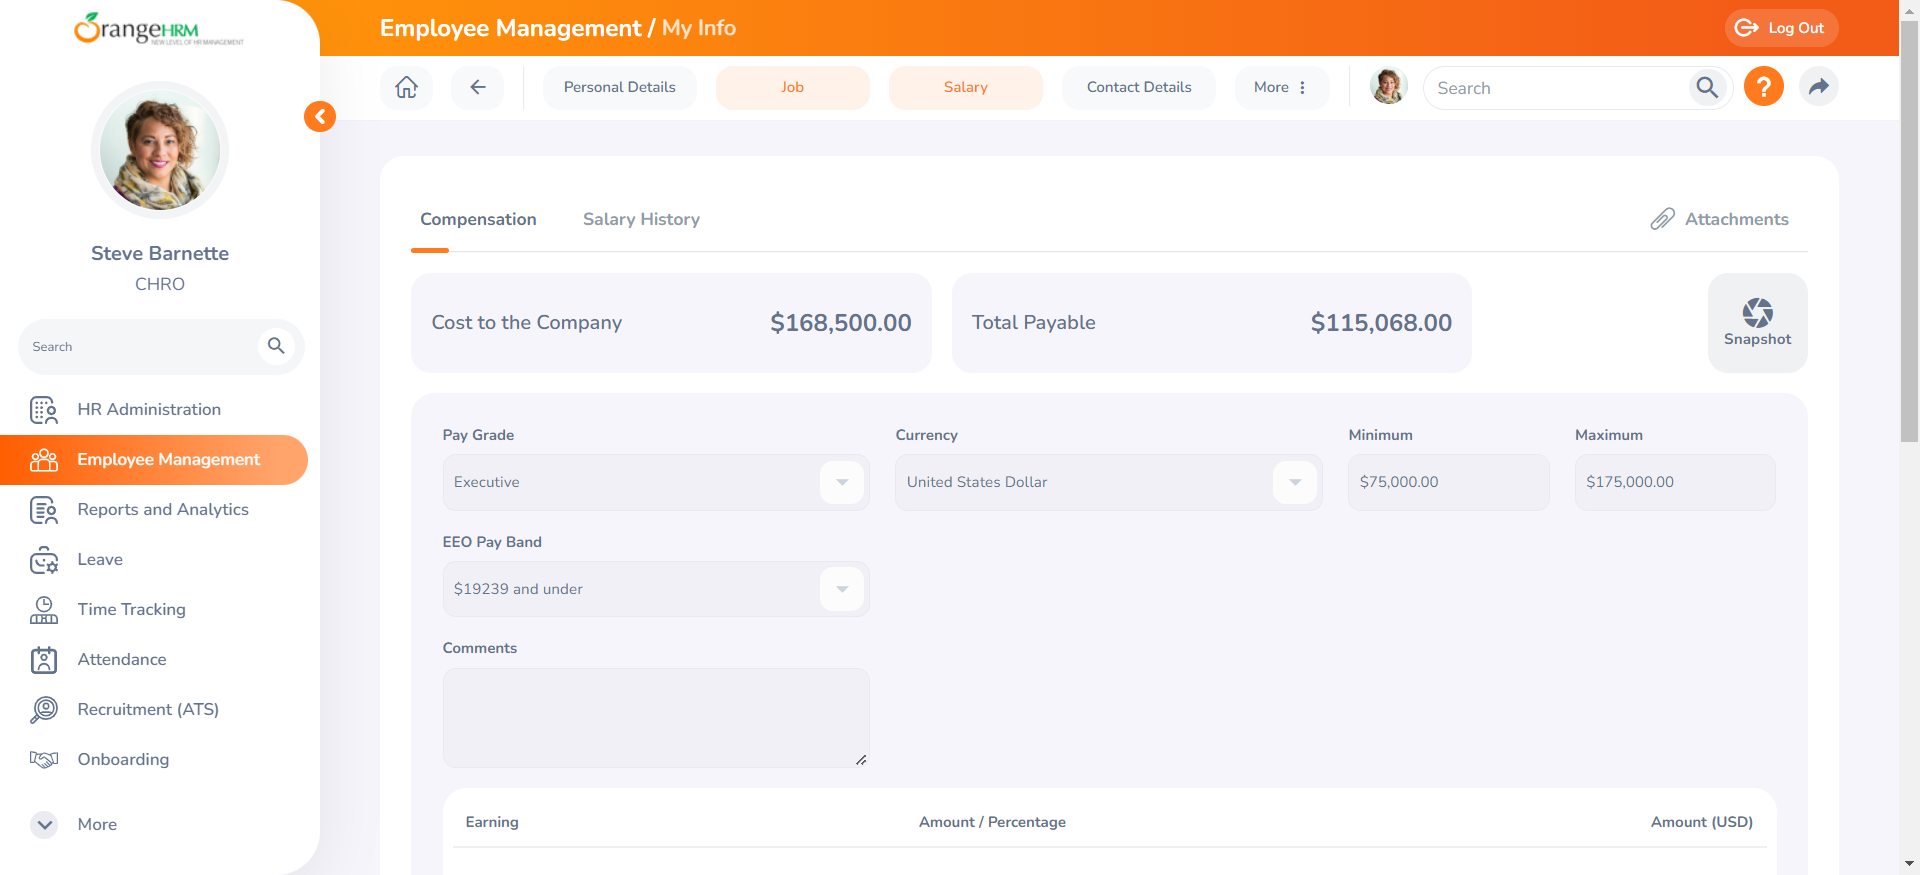 OrangeHRM
NEW LEVEL OF HR MANAGEMENT
Employee Management / My Info
Log Out
Personal Details
Job
Salary
Contact Details
More
Search
?
Steve Barnette
CHRO
Search
HR Administration
Employee Management
Reports and Analytics
Leave
Time Tracking
Attendance
Recruitment (ATS)
Onboarding
More
Compensation
Salary History
Attachments
Cost to the Company
$168,500.00
Total Payable
$115,068.00
Snapshot
Pay Grade
Currency
Minimum
Maximum
Executive
United States Dollar
$75,000.00
$175,000.00
EEO Pay Band
$19239 and under
Comments
Earning
Amount / Percentage
Amount (USD)